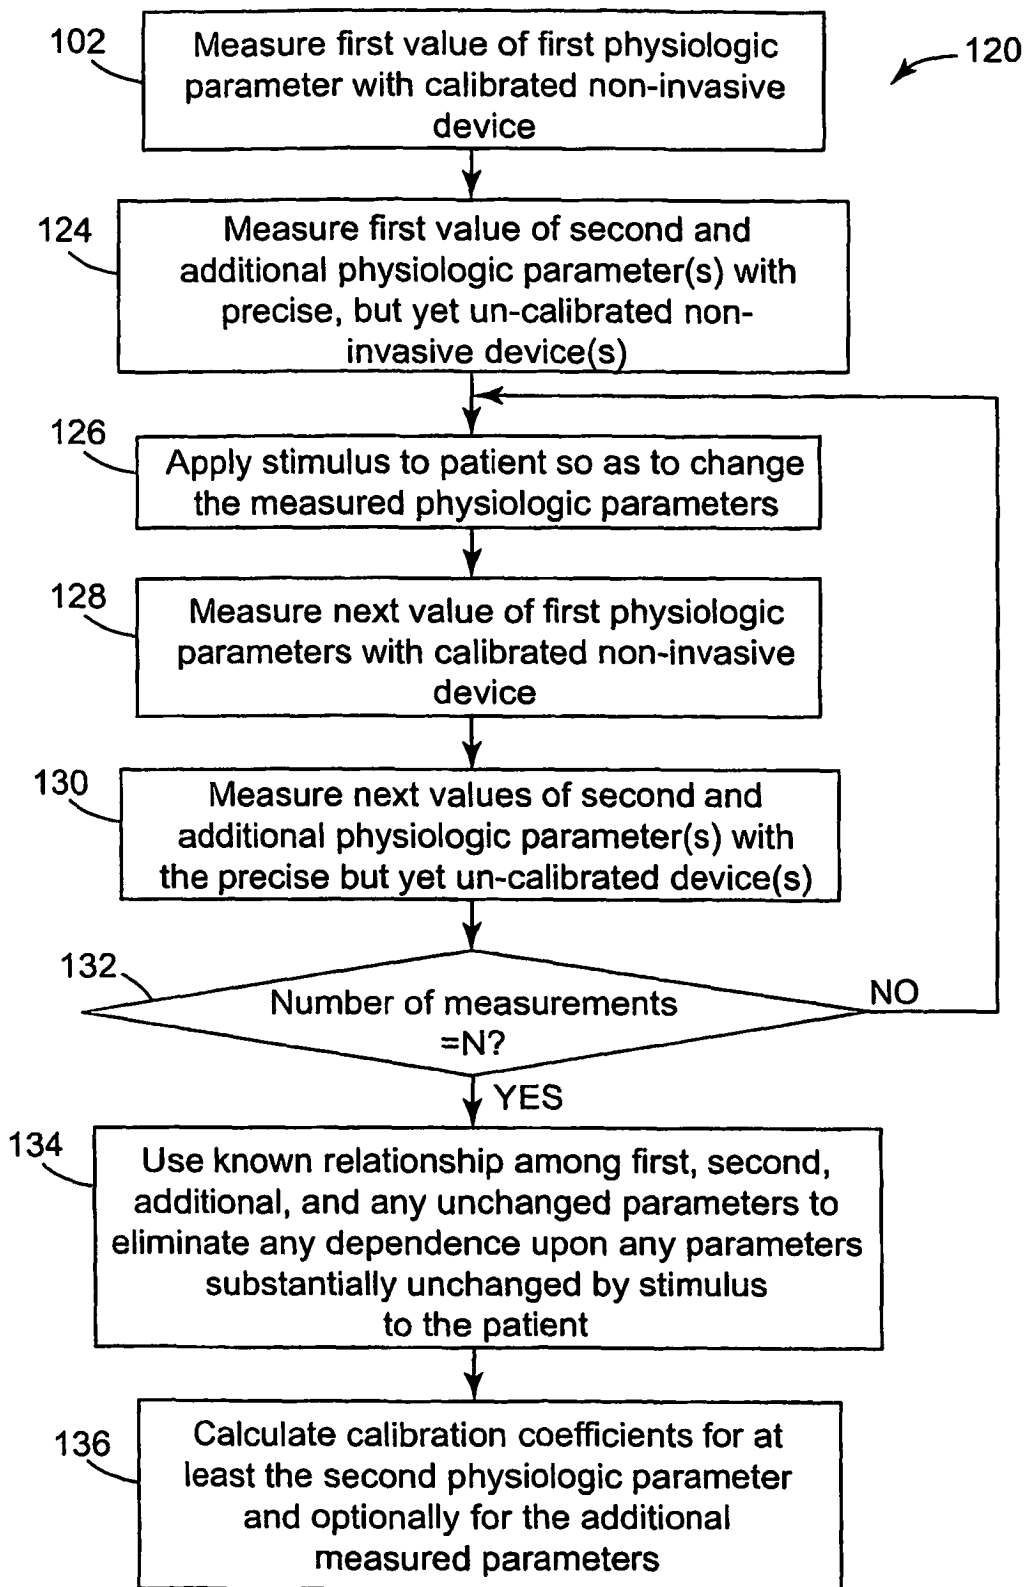 102
Measure first value of first physiologic
parameter with calibrated non-invasive
device
120
124
Measure first value of second and
additional physiologic parameter(s) with
precise, but yet un-calibrated non-
invasive device(s)
126
Apply stimulus to patient so as to change
the measured physiologic parameters
128
Measure next value of first physiologic
parameters with calibrated non-invasive
device
130
Measure next values of second and
additional physiologic parameter(s) with
the precise but yet un-calibrated device(s)
132
Number of measurements
=N?
NO
YES
134
Use known relationship among first, second,
additional, and any unchanged parameters to
eliminate any dependence upon any parameters
substantially unchanged by stimulus
to the patient
136
Calculate calibration coefficients for at
least the second physiologic parameter
and optionally for the additional
measured parameters